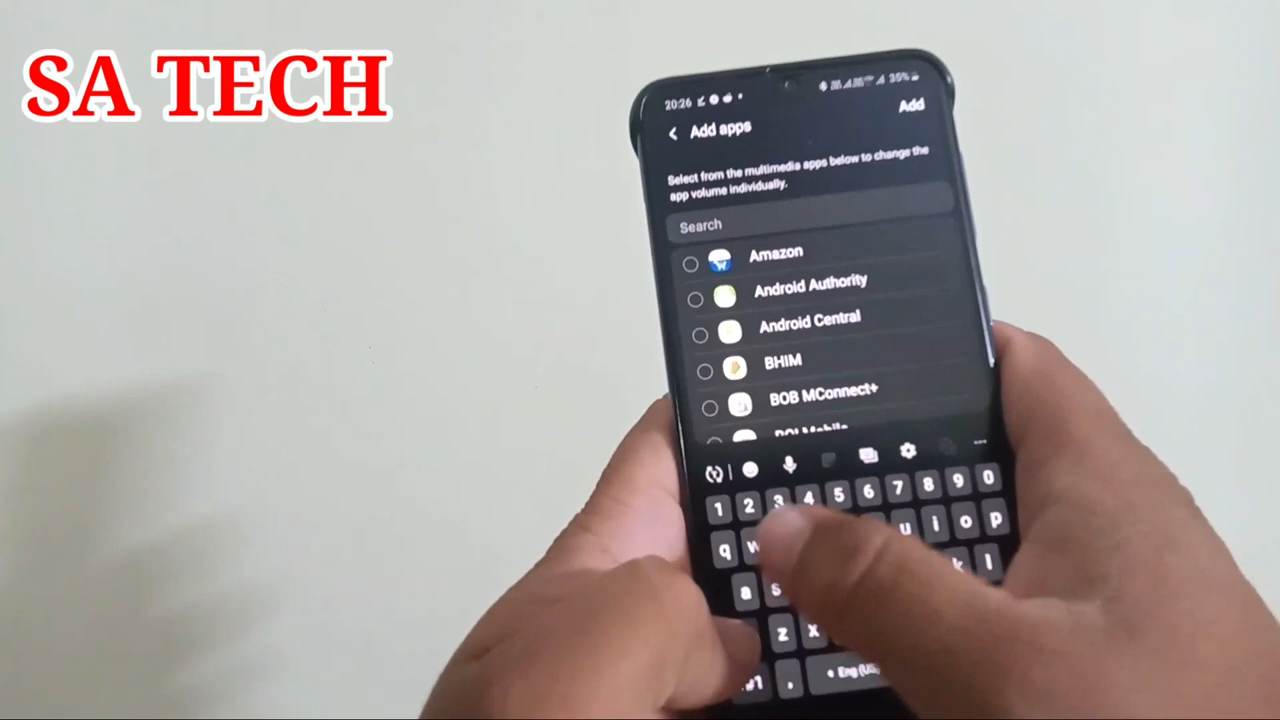 SA TECH
20:26
35%
Add apps
Add
Select from the multimedia apps below to change the
app volume individually.
Search
Amazon
Android Authority
Android Central
BHIM
BOB MConnect+
1 2 3 4 5 6 7 8 9 0
q w u i o p
a s k l
z x
, Eng (US)